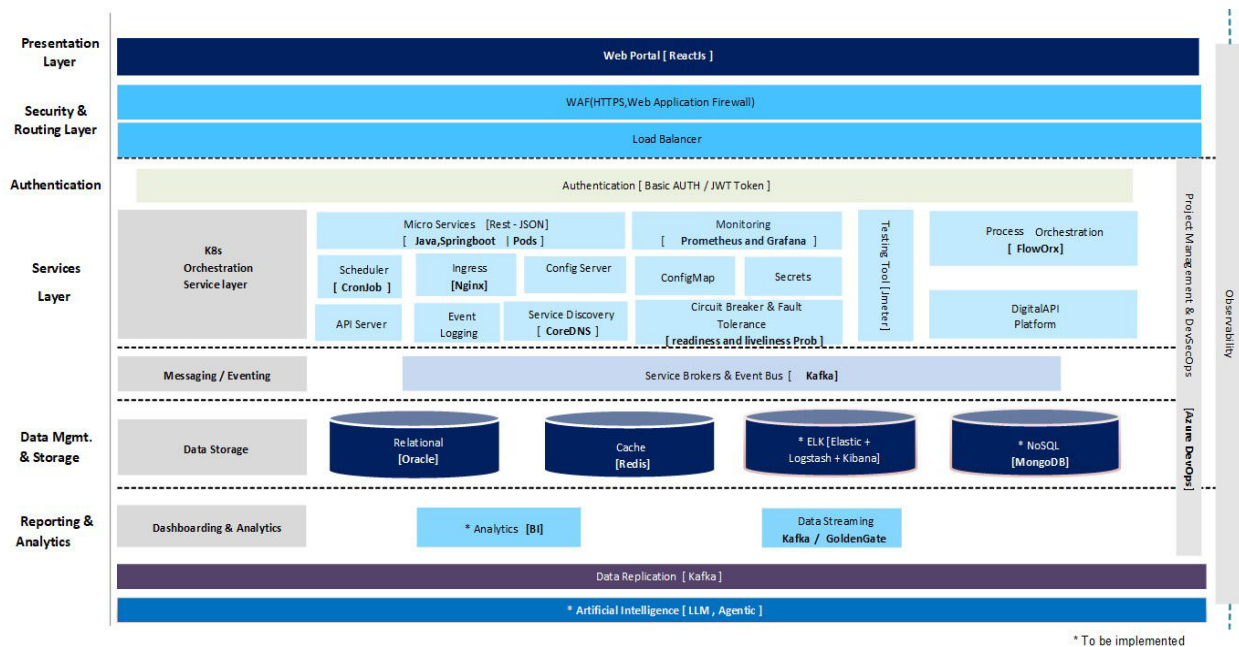 Presentation
Layer
Web Portal [ ReactJs ]
Security &
Routing Layer
WAF(HTTPS,Web Application Firewall)
Load Balancer
Authentication
Authentication [ Basic AUTH / JWT Token ]
Services
Layer
K8s
Orchestration
Service layer
Micro Services [Rest - JSON]
[ Java,Springboot | Pods ]
Monitoring
[ Prometheus and Grafana ]
Testing Tool [Jmeter]
Process Orchestration
[ FlowOrx]
Scheduler
[ CronJob ]
Ingress
[Nginx]
Config Server
ConfigMap
Secrets
API Server
Event
Logging
Service Discovery
[ CoreDNS ]
Circuit Breaker & Fault
Tolerance
[ readiness and liveliness Prob ]
DigitalAPI
Platform
Messaging / Eventing
Service Brokers & Event Bus [ Kafka]
Data Mgmt.
& Storage
Data Storage
Relational
[Oracle]
Cache
[Redis]
* ELK [Elastic +
Logstash + Kibana]
* NoSQL
[MongoDB]
Reporting &
Analytics
Dashboarding & Analytics
* Analytics [BI]
Data Streaming
Kafka / GoldenGate
Data Replication [ Kafka ]
* Artificial Intelligence [ LLM , Agentic ]
Project Management & DevSecOps
[Azure DevOps]
Observability
* To be implemented